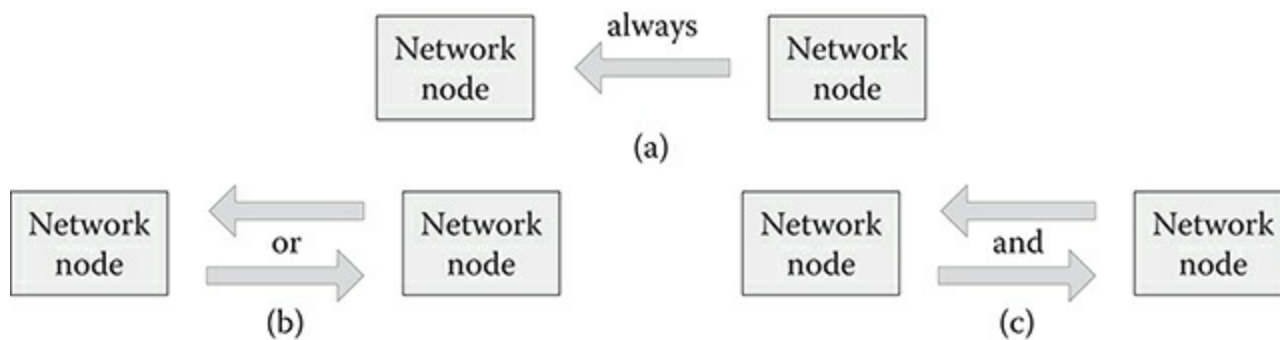 Network
node
always
Network
node
(a)
Network
node
or
Network
node
(b)
Network
node
and
Network
node
(c)